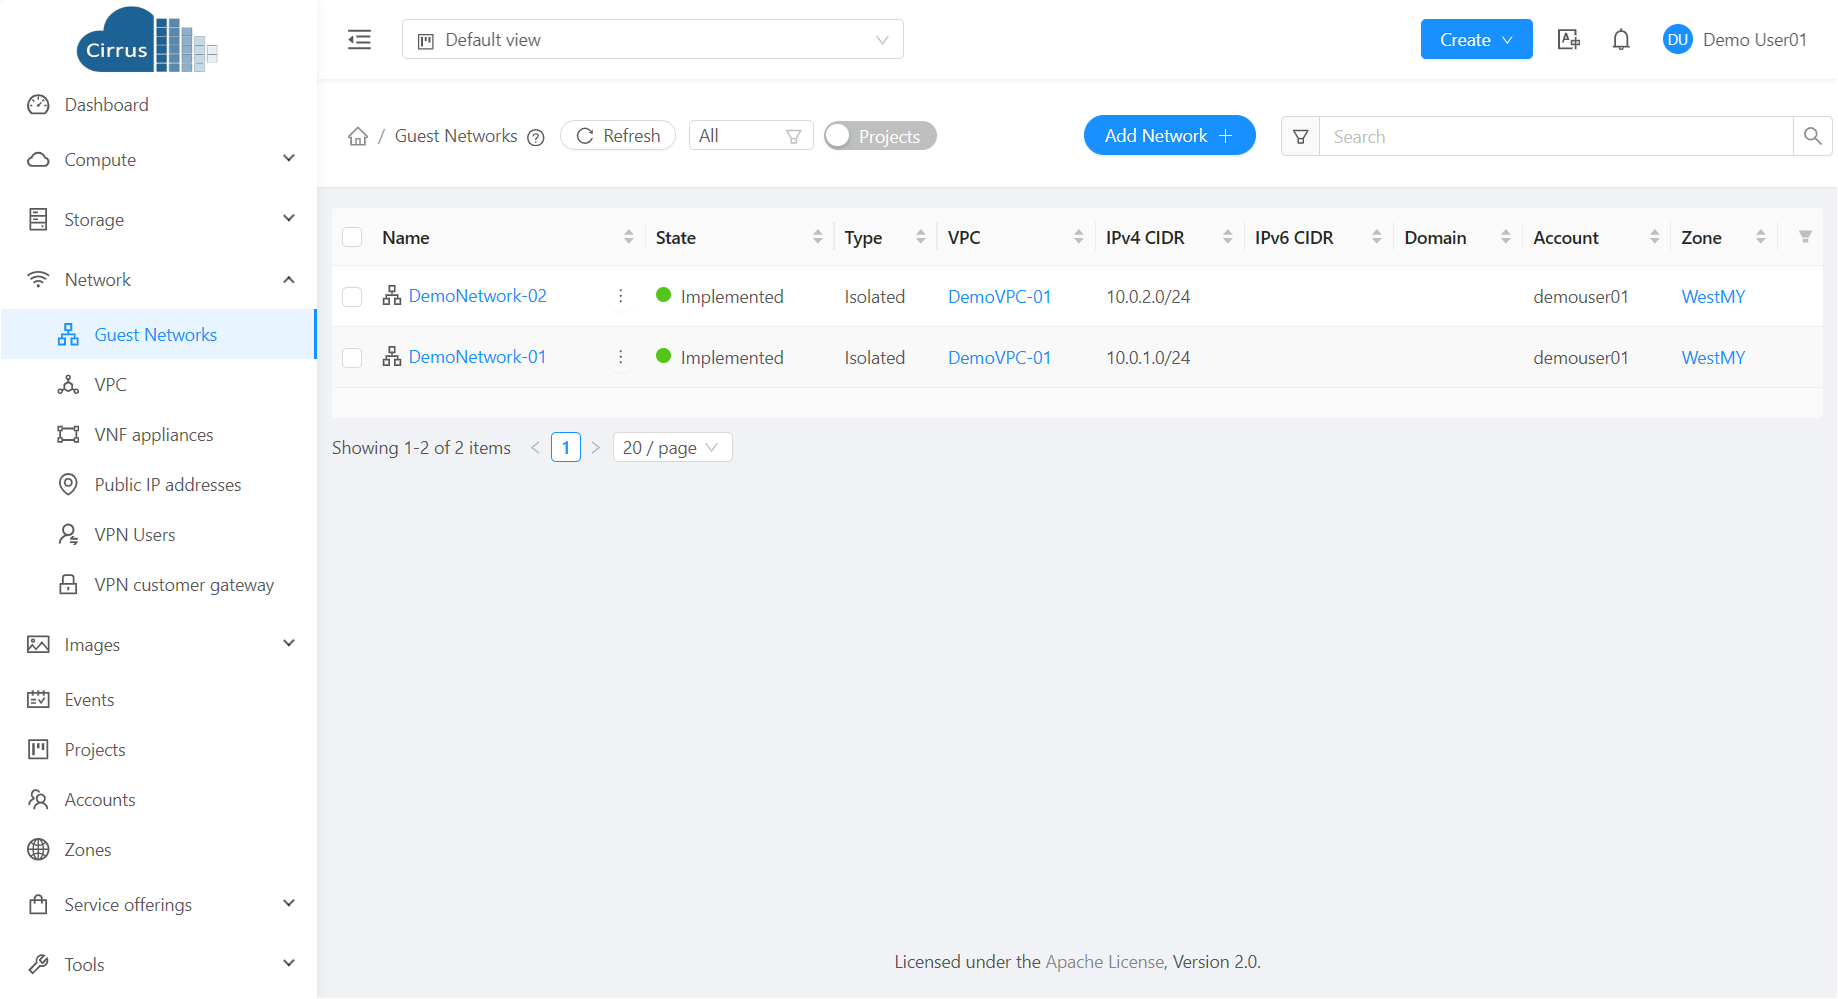 Cirrus
Default view
Create
DU
Demo User01
Dashboard
Compute
Storage
Network
Guest Networks
VPC
VNF appliances
Public IP addresses
VPN Users
VPN customer gateway
Images
Events
Projects
Accounts
Zones
Service offerings
Tools
/ Guest Networks
Refresh
All
Projects
Add Network +
Search
Name State Type VPC IPv4 CIDR IPv6 CIDR Domain Account Zone
DemoNetwork-02 Implemented Isolated DemoVPC-01 10.0.2.0/24 demouser01 WestMY
DemoNetwork-01 Implemented Isolated DemoVPC-01 10.0.1.0/24 demouser01 WestMY
Showing 1-2 of 2 items < 1 > 20 / page
Licensed under the Apache License, Version 2.0.